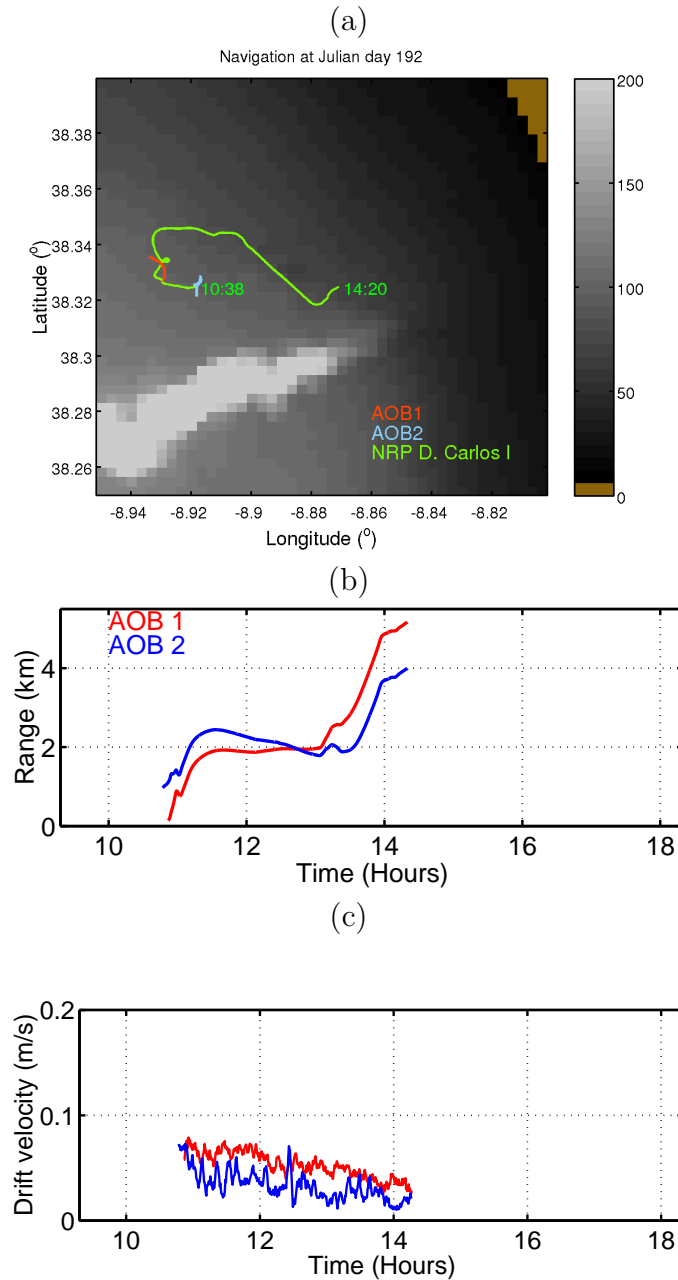 (a)
Navigation at Julian day 192
200
38.38
38.36
150
38.34
Latitude (o)
10:38
14:20
38.32
100
38.3
50
38.28
AOB1
AOB2
38.26
NRP D. Carlos I
0
-8.94 -8.92 -8.9 -8.88 -8.86 -8.84 -8.82
Longitude (o)
(b)
AOB 1
AOB 2
4
Range (km)
2
0
10 12 14 16 18
Time (Hours)
(c)
0.2
Drift velocity (m/s)
0.1
0
10 12 14 16 18
Time (Hours)